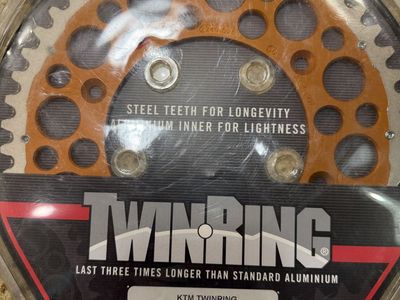 STEEL TEETH FOR LONGEVITY
ALUMINIUM INNER FOR LIGHTNESS
TWINRING®
LAST THREE TIMES LONGER THAN STANDARD ALUMINIUM
KTM TWINRING